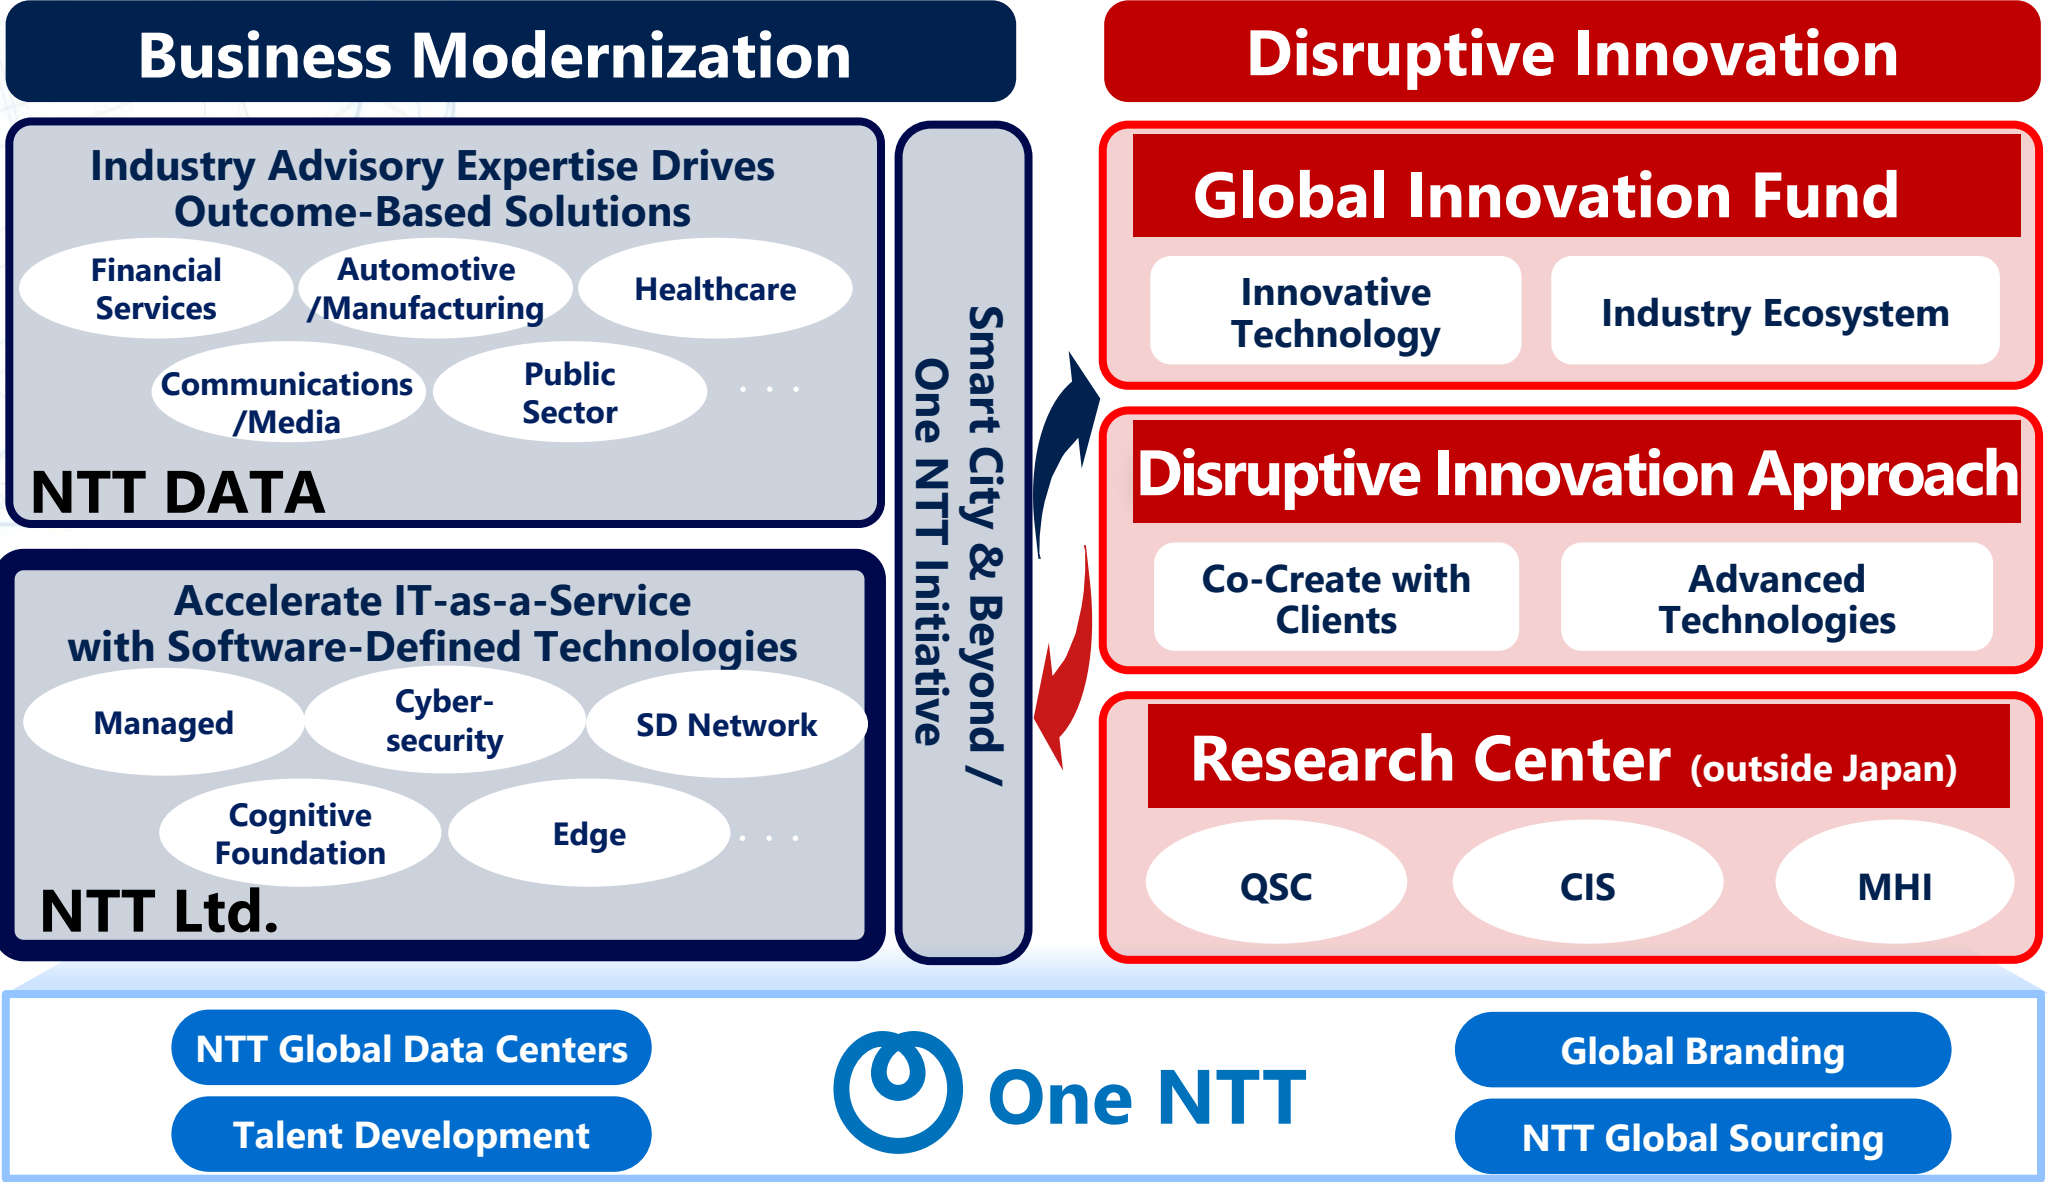 Business Modernization
Industry Advisory Expertise Drives
Outcome-Based Solutions
Financial
Services
Automotive
/Manufacturing
Healthcare
Communications
/Media
Public
Sector
. . .
NTT DATA
Accelerate IT-as-a-Service
with Software-Defined Technologies
Managed
Cyber-
security
SD Network
Cognitive
Foundation
Edge
. . .
NTT Ltd.
Smart City & Beyond /
One NTT Initiative
Disruptive Innovation
Global Innovation Fund
Innovative
Technology
Industry Ecosystem
Disruptive Innovation Approach
Co-Create with
Clients
Advanced
Technologies
Research Center (outside Japan)
QSC
CIS
MHI
NTT Global Data Centers
Talent Development
One NTT
Global Branding
NTT Global Sourcing